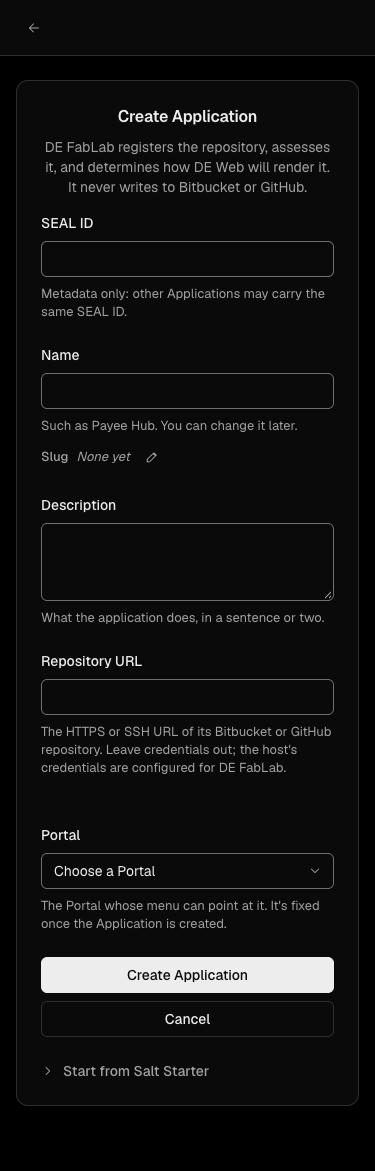 Create Application
DE FabLab registers the repository, assesses
it, and determines how DE Web will render it.
It never writes to Bitbucket or GitHub.
SEAL ID
Metadata only: other Applications may carry the
same SEAL ID.
Name
Such as Payee Hub. You can change it later.
Slug None yet
Description
What the application does, in a sentence or two.
Repository URL
The HTTPS or SSH URL of its Bitbucket or GitHub
repository. Leave credentials out; the host's
credentials are configured for DE FabLab.
Portal
Choose a Portal
The Portal whose menu can point at it. It's fixed
once the Application is created.
Create Application
Cancel
Start from Salt Starter